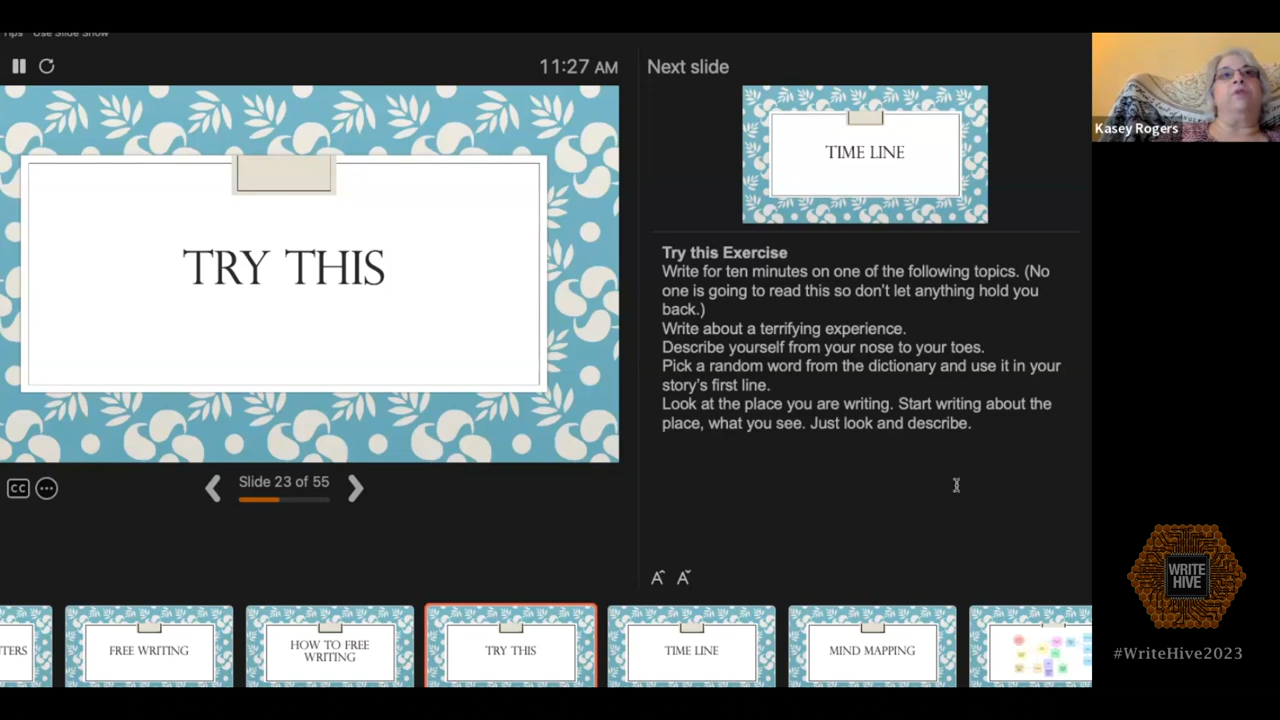 Tips Use Slide Show
11:27 AM
Next slide
TRY THIS
TIME LINE
Kasey Rogers
Try this Exercise
Write for ten minutes on one of the following topics. (No
one is going to read this so don't let anything hold you
back.)
Write about a terrifying experience.
Describe yourself from your nose to your toes.
Pick a random word from the dictionary and use it in your
story's first line.
Look at the place you are writing. Start writing about the
place, what you see. Just look and describe.
CC
Slide 23 of 55
A A
TERS
FREE WRITING
HOW TO FREE
WRITING
TRY THIS
TIME LINE
MIND MAPPING
WRITE
HIVE
#WriteHive2023